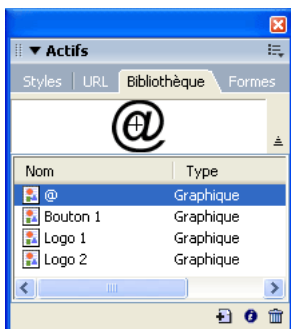 Actifs
Styles URL Bibliothèque Formes
@
Nom Type
@ Graphique
Bouton 1 Graphique
Logo 1 Graphique
Logo 2 Graphique